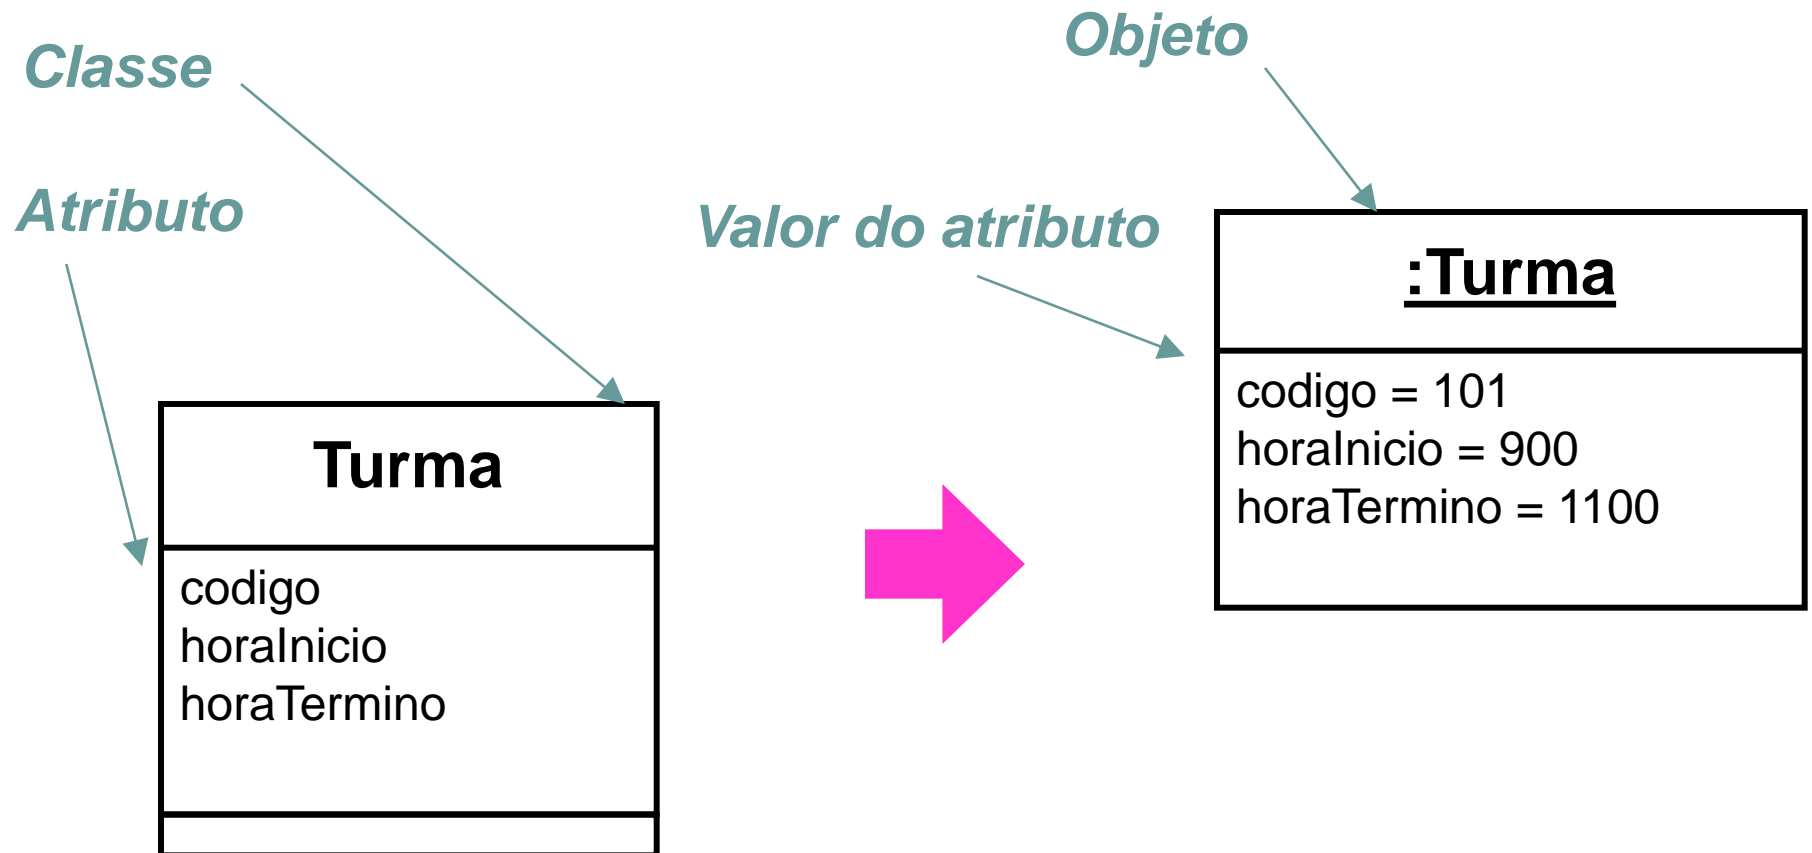 Classe
Atributo
Turma
codigo
horaInicio
horaTermino
Objeto
Valor do atributo
:Turma
codigo = 101
horaInicio = 900
horaTermino = 1100